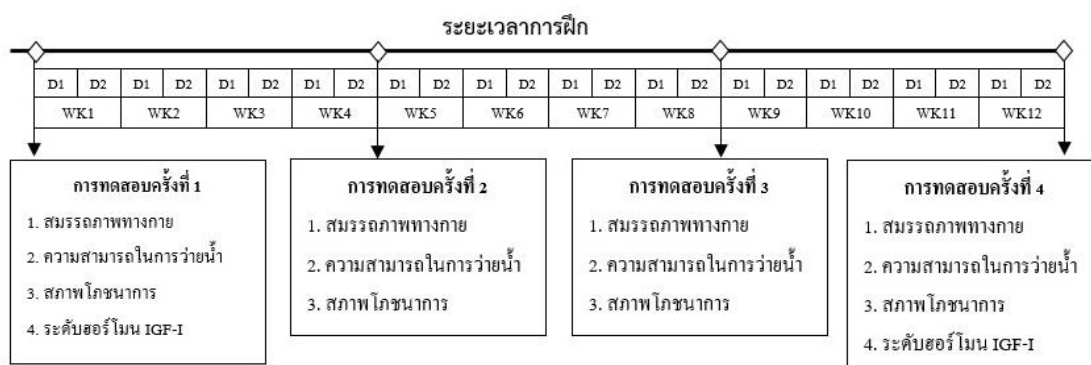 ระยะเวลาการฝึก
D1 D2 D1 D2 D1 D2 D1 D2 D1 D2 D1 D2 D1 D2 D1 D2 D1 D2 D1 D2 D1 D2 D1 D2
WK1 WK2 WK3 WK4 WK5 WK6 WK7 WK8 WK9 WK10 WK11 WK12
การทดสอบครั้งที่ 1
1. สมรรถภาพทางกาย
2. ความสามารถในการว่ายน้ำ
3. สภาพโภชนาการ
4. ระดับฮอร์โมน IGF-I
การทดสอบครั้งที่ 2
1. สมรรถภาพทางกาย
2. ความสามารถในการว่ายน้ำ
3. สภาพโภชนาการ
การทดสอบครั้งที่ 3
1. สมรรถภาพทางกาย
2. ความสามารถในการว่ายน้ำ
3. สภาพโภชนาการ
การทดสอบครั้งที่ 4
1. สมรรถภาพทางกาย
2. ความสามารถในการว่ายน้ำ
3. สภาพโภชนาการ
4. ระดับฮอร์โมน IGF-I